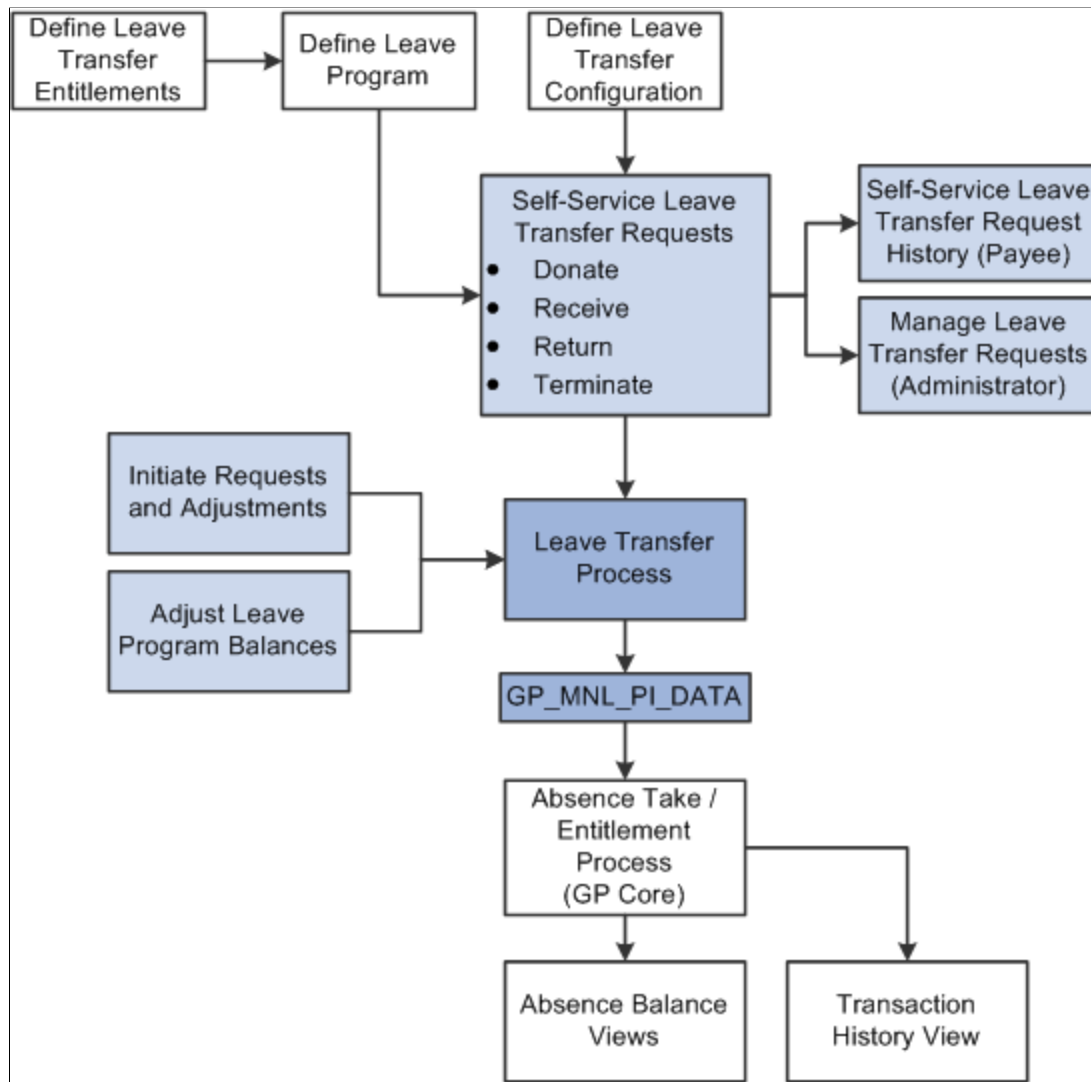 Define Leave
Transfer
Entitlements
Define Leave
Program
Define Leave
Transfer
Configuration
Self-Service Leave
Transfer Requests
• Donate
• Receive
• Return
• Terminate
Self-Service Leave
Transfer Request
History (Payee)
Manage Leave
Transfer Requests
(Administrator)
Initiate Requests
and Adjustments
Adjust Leave
Program Balances
Leave Transfer
Process
GP_MNL_PI_DATA
Absence Take /
Entitlement
Process
(GP Core)
Absence Balance
Views
Transaction
History View